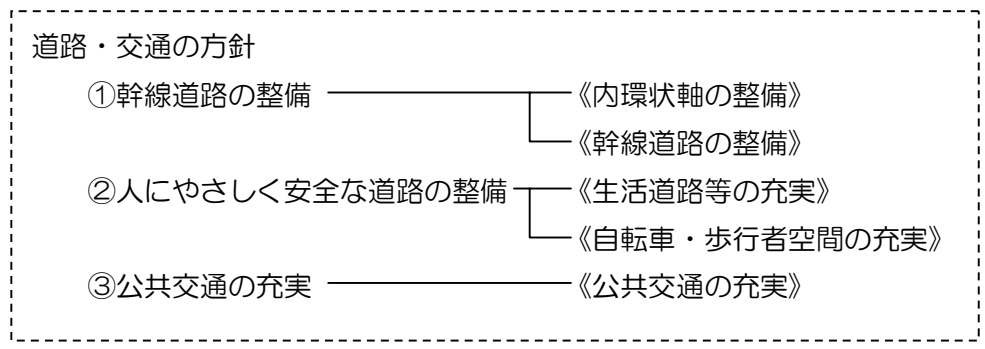 道路・交通の方針
①幹線道路の整備 《内環状軸の整備》
《幹線道路の整備》
②人にやさしく安全な道路の整備 《生活道路等の充実》
《自転車・歩行者空間の充実》
③公共交通の充実 《公共交通の充実》